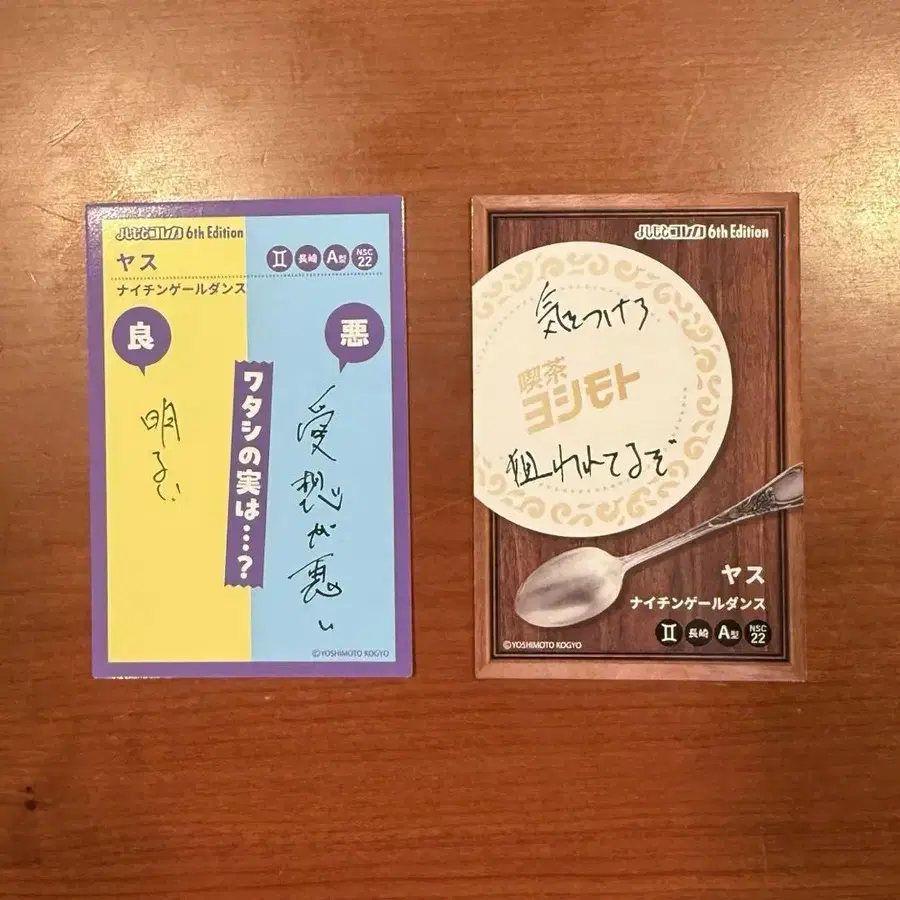 よしもとコレカ 6th Edition
ヤス
♊ 長崎 A型 NSC 22
ナイチンゲールダンス
良
悪
ワタシの実は…?
明るい
愛想が悪い
©YOSHIMOTO KOGYO
よしもとコレカ 6th Edition
気をつけろ
喫茶
ヨシモト
狙われてるぞ
ヤス
ナイチンゲールダンス
♊ 長崎 A型 NSC 22
©YOSHIMOTO KOGYO